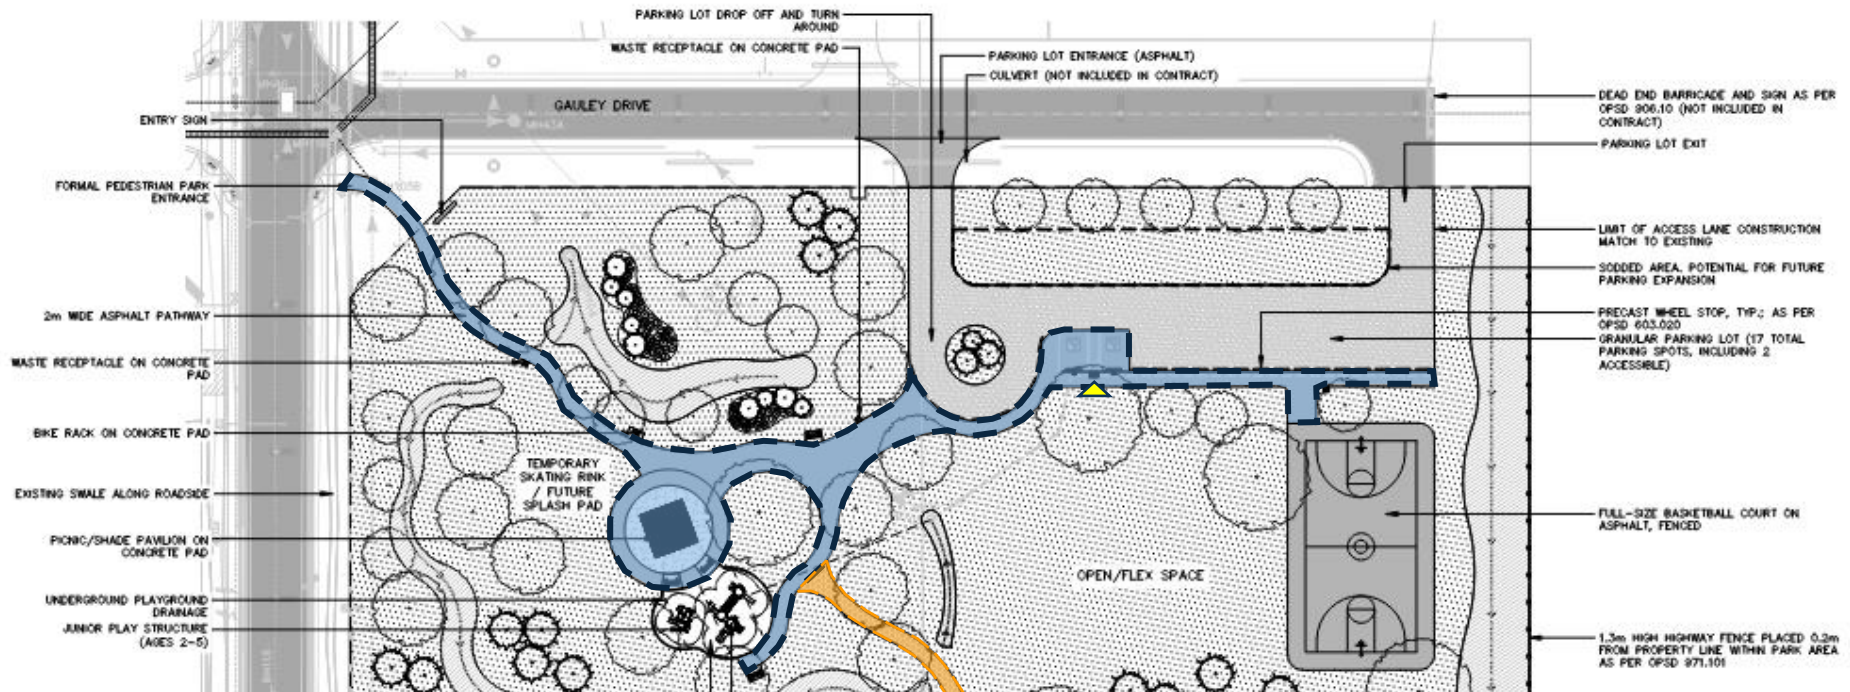 PARKING LOT DROP OFF AND TURN
AROUND
WASTE RECEPTACLE ON CONCRETE PAD
PARKING LOT ENTRANCE (ASPHALT)
CULVERT (NOT INCLUDED IN CONTRACT)
GAULEY DRIVE
DEAD END BARRICADE AND SIGN AS PER
OPSD 906.10 (NOT INCLUDED IN
CONTRACT)
PARKING LOT EXIT
ENTRY SIGN
FORMAL PEDESTRIAN PARK
ENTRANCE
LIMIT OF ACCESS LANE CONSTRUCTION
MATCH TO EXISTING
SODDED AREA. POTENTIAL FOR FUTURE
PARKING EXPANSION
2m WIDE ASPHALT PATHWAY
PRECAST WHEEL STOP, TYP.; AS PER
OPSD 603.020
GRANULAR PARKING LOT (17 TOTAL
PARKING SPOTS, INCLUDING 2
ACCESSIBLE)
WASTE RECEPTACLE ON CONCRETE
PAD
BIKE RACK ON CONCRETE PAD
TEMPORARY
SKATING RINK
/ FUTURE
SPLASH PAD
EXISTING SWALE ALONG ROADSIDE
FULL-SIZE BASKETBALL COURT ON
ASPHALT, FENCED
PICNIC/SHADE PAVILION ON
CONCRETE PAD
OPEN/FLEX SPACE
UNDERGROUND PLAYGROUND
DRAINAGE
JUNIOR PLAY STRUCTURE
(AGES 2-5)
1.3m HIGH HIGHWAY FENCE PLACED 0.2m
FROM PROPERTY LINE WITHIN PARK AREA
AS PER OPSD 971.101